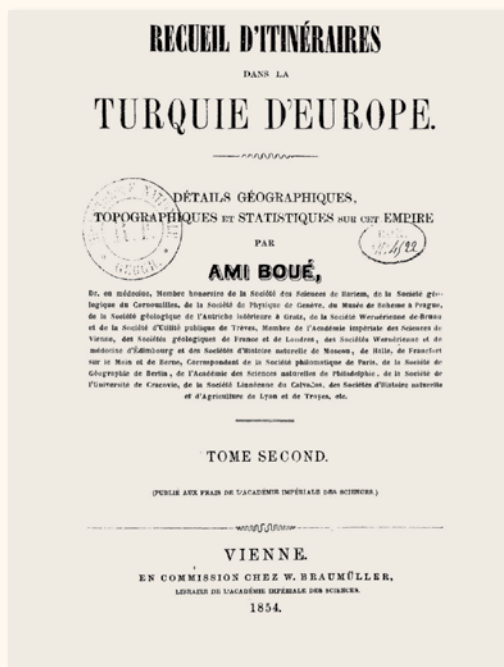 RECUEIL D'ITINÉRAIRES
DANS LA
TURQUIE D'EUROPE.
DÉTAILS GÉOGRAPHIQUES,
TOPOGRAPHIQUES ET STATISTIQUES SUR CET EMPIRE
PAR
AMI BOUÉ,
Dr. en médecine, Membre honoraire de la Société des Sciences de Harlem, de la Société géo-
logique du Cornouailles, de la Société de Physique de Genève, du Musée de Boheme à Prague,
de la Société géologique de l'Autriche intérieure à Gratz, de la Société Wernérienne de Brunn
et de la Société d'Utilité publique de Trèves, Membre de l'Académie impériale des Sciences de
Vienne, des Sociétés géologiques de France et de Londres, des Sociétés Wernérienne et de
médecine d'Édimbourg et des Sociétés d'Histoire naturelle de Moscou, de Halle, de Francfort
sur le Mein et de Berne, Correspondant de la Société philomatique de Paris, de la Société de
Géographie de Berlin, de l'Académie des Sciences naturelles de Philadelphie, de la Société de
l'Université de Cracovie, de la Société Linnéenne du Calvados, des Sociétés d'Histoire naturelle
et d'Agriculture de Lyon et de Troyes, etc.
TOME SECOND.
(PUBLIÉ AUX FRAIS DE L'ACADÉMIE IMPÉRIALE DES SCIENCES.)
VIENNE.
EN COMMISSION CHEZ W. BRAUMÜLLER,
LIBRAIRE DE L'ACADÉMIE IMPÉRIALE DES SCIENCES.
1854.